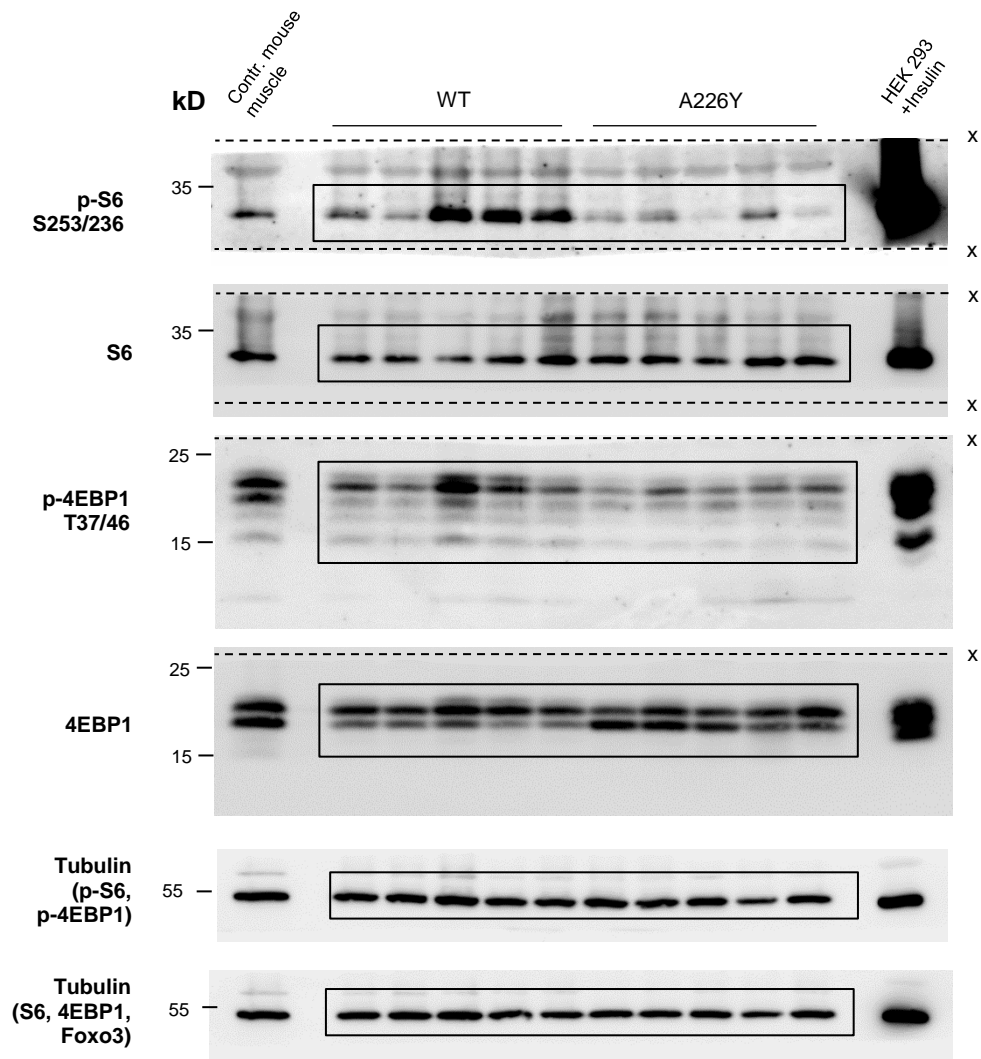 Contr. mouse
muscle
kD
WT
A226Y
HEK 293
+Insulin
x
35
p-S6
S253/236
x
x
35
S6
x
x
25
p-4EBP1
T37/46
15
x
25
4EBP1
15
Tubulin
(p-S6,
p-4EBP1)
55
Tubulin
(S6, 4EBP1,
Foxo3)
55